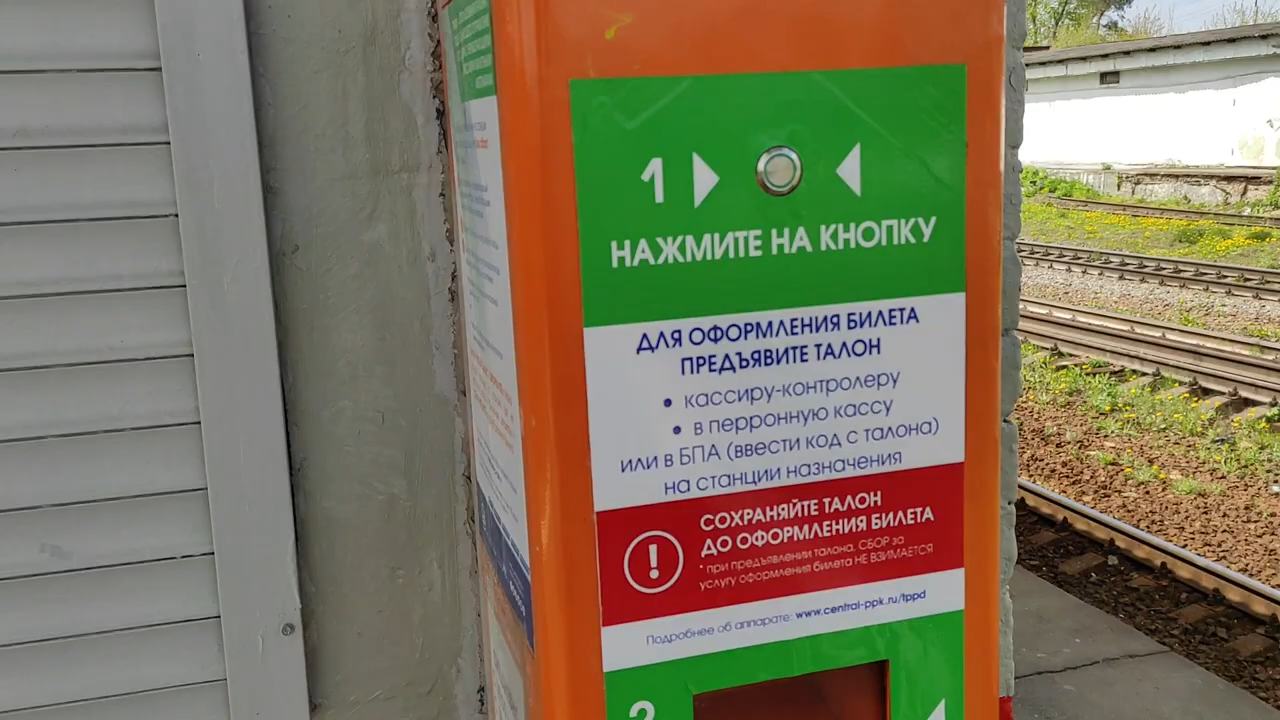 1
НАЖМИТЕ НА КНОПКУ
ДЛЯ ОФОРМЛЕНИЯ БИЛЕТА
ПРЕДЪЯВИТЕ ТАЛОН
• кассиру-контролеру
• в перронную кассу
или в БПА (ввести код с талона)
на станции назначения
СОХРАНЯЙТЕ ТАЛОН
ДО ОФОРМЛЕНИЯ БИЛЕТА
* при предъявлении талона, СБОР за
услугу оформления билета НЕ ВЗИМАЕТСЯ
Подробнее об аппарате: www.central-ppk.ru/tppd
2